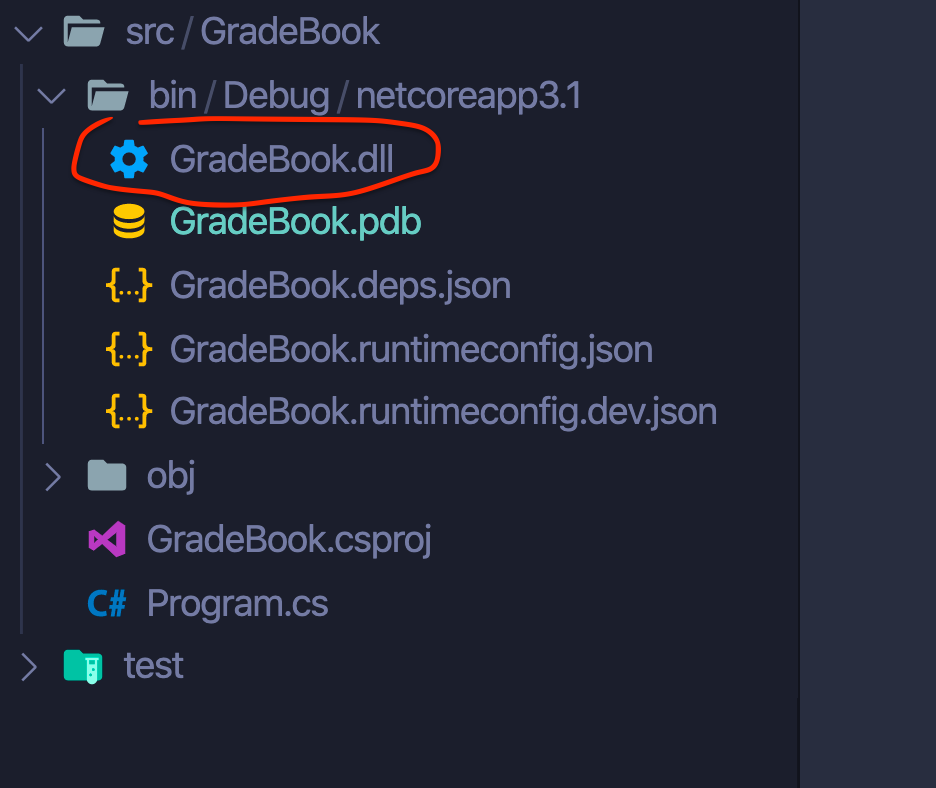 src / GradeBook
bin / Debug / netcoreapp3.1
GradeBook.dll
GradeBook.pdb
{...} GradeBook.deps.json
{...} GradeBook.runtimeconfig.json
{...} GradeBook.runtimeconfig.dev.json
obj
GradeBook.csproj
C# Program.cs
test